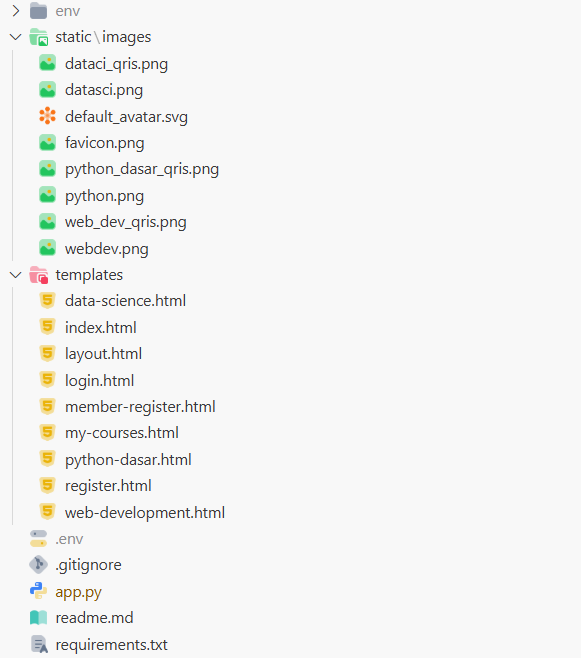 env
static\images
dataci_qris.png
datasci.png
default_avatar.svg
favicon.png
python_dasar_qris.png
python.png
web_dev_qris.png
webdev.png
templates
data-science.html
index.html
layout.html
login.html
member-register.html
my-courses.html
python-dasar.html
register.html
web-development.html
.env
.gitignore
app.py
readme.md
requirements.txt